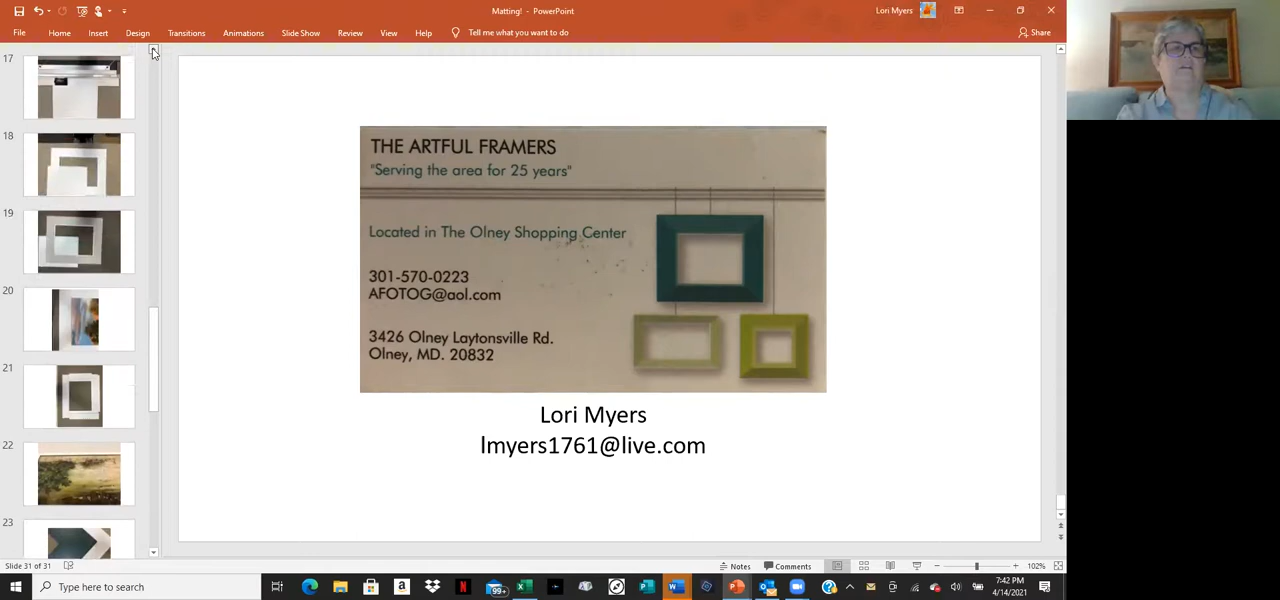 Matting! - PowerPoint
Lori Myers
File Home Insert Design Transitions Animations Slide Show Review View Help Tell me what you want to do Share
17
18
19
20
21
22
23
THE ARTFUL FRAMERS
"Serving the area for 25 years"
Located in The Olney Shopping Center
301-570-0223
AFOTOG@aol.com
3426 Olney Laytonsville Rd.
Olney, MD. 20832
Lori Myers
lmyers1761@live.com
Slide 31 of 31 Notes Comments 102%
Type here to search 99+ 7:42 PM
4/14/2021